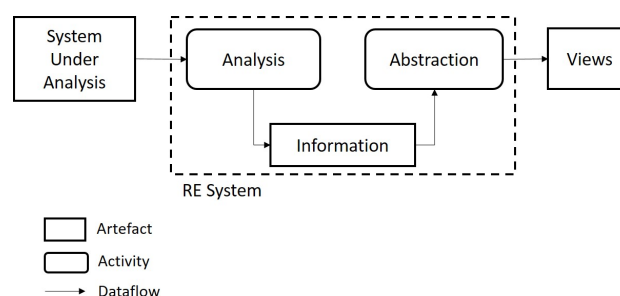 System
Under
Analysis
Analysis
Abstraction
Views
Information
RE System
Artefact
Activity
Dataflow